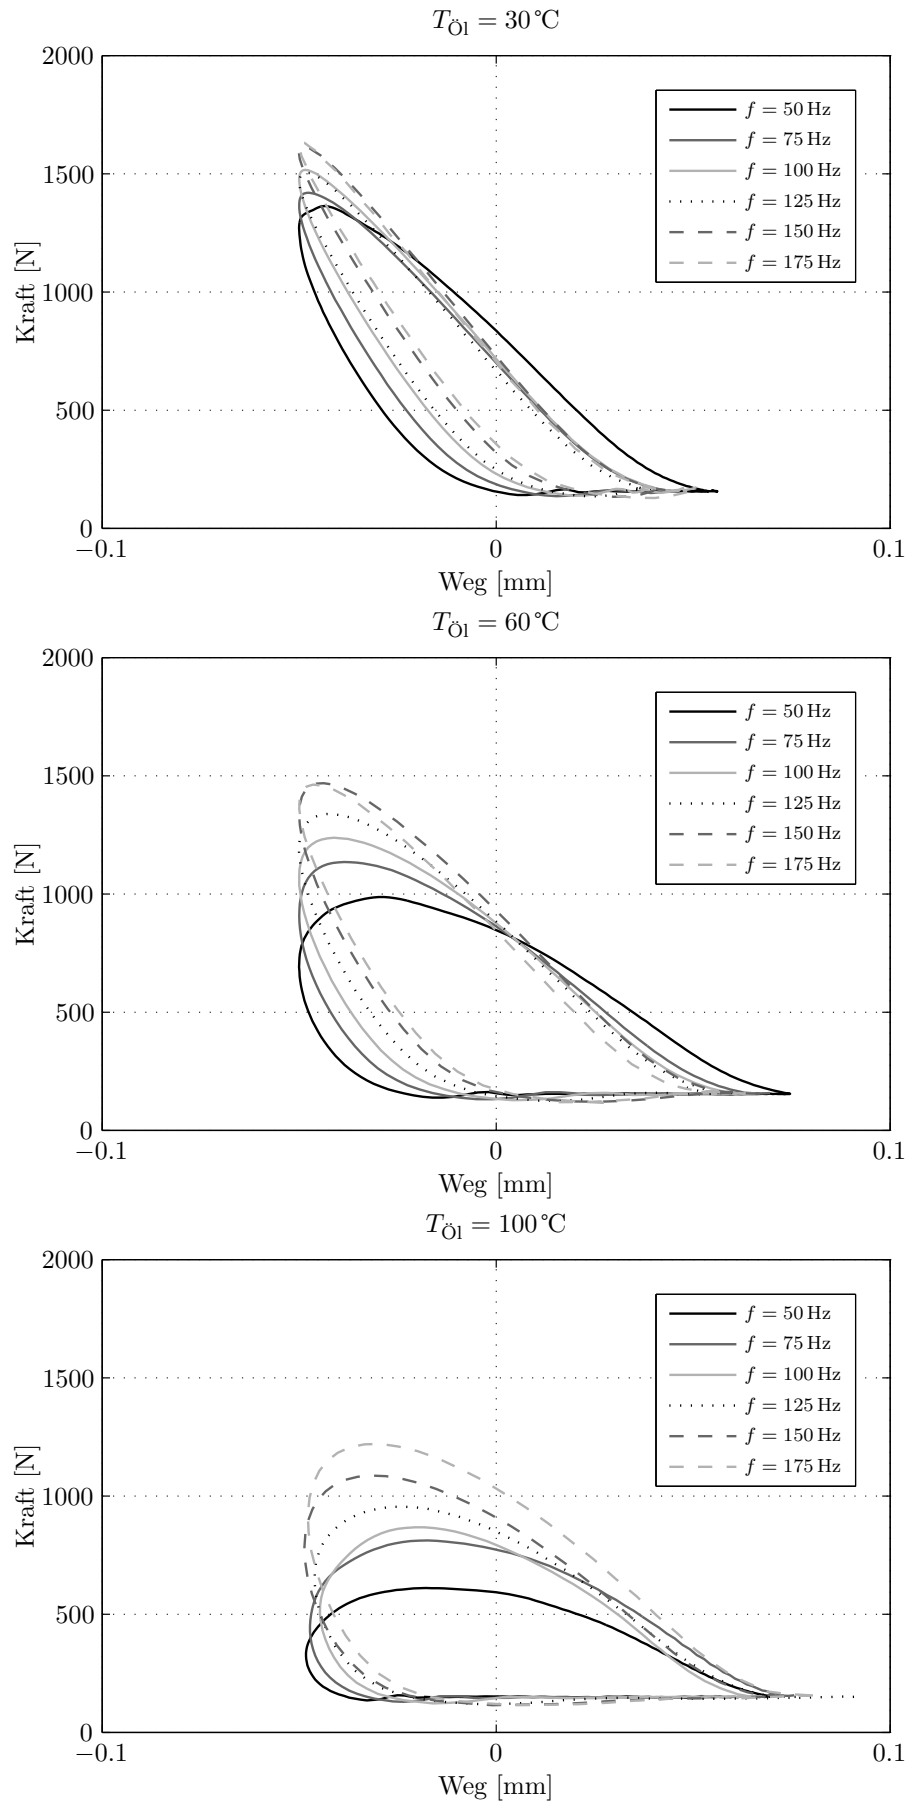 T_Öl = 30 °C
2000
1500
1000
500
0
−0.1
0
0.1
Kraft [N]
Weg [mm]
f = 50 Hz
f = 75 Hz
f = 100 Hz
f = 125 Hz
f = 150 Hz
f = 175 Hz
T_Öl = 60 °C
2000
1500
1000
500
0
−0.1
0
0.1
Kraft [N]
Weg [mm]
f = 50 Hz
f = 75 Hz
f = 100 Hz
f = 125 Hz
f = 150 Hz
f = 175 Hz
T_Öl = 100 °C
2000
1500
1000
500
0
−0.1
0
0.1
Kraft [N]
Weg [mm]
f = 50 Hz
f = 75 Hz
f = 100 Hz
f = 125 Hz
f = 150 Hz
f = 175 Hz